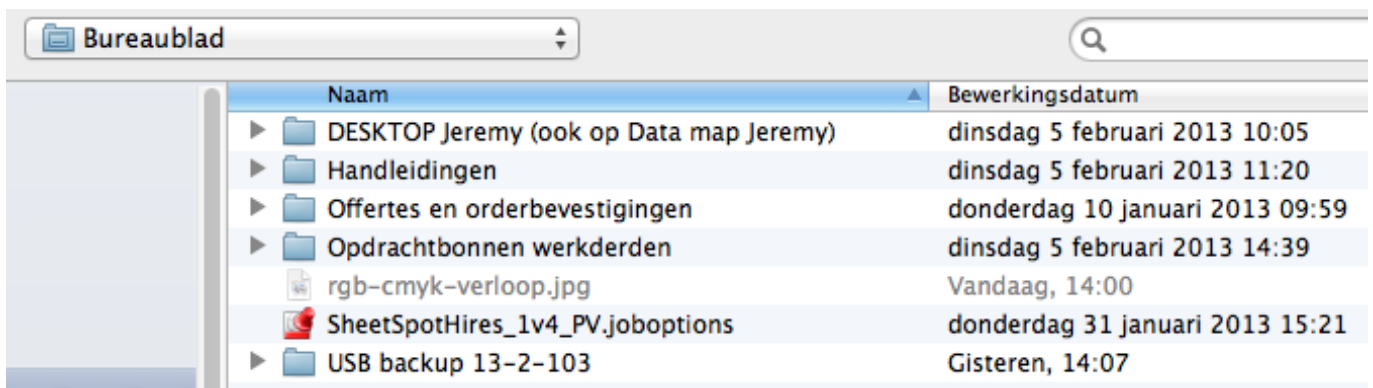 Bureaublad
Naam Bewerkingsdatum
DESKTOP Jeremy (ook op Data map Jeremy) dinsdag 5 februari 2013 10:05
Handleidingen dinsdag 5 februari 2013 11:20
Offertes en orderbevestigingen donderdag 10 januari 2013 09:59
Opdrachtbonnen werkderden dinsdag 5 februari 2013 14:39
rgb-cmyk-verloop.jpg Vandaag, 14:00
SheetSpotHires_1v4_PV.joboptions donderdag 31 januari 2013 15:21
USB backup 13-2-103 Gisteren, 14:07